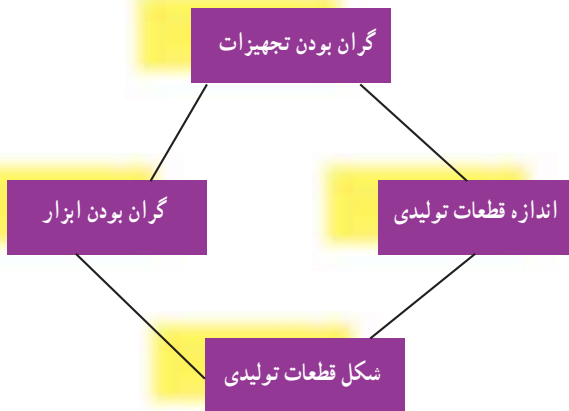 گران بودن تجهیزات
اندازه قطعات تولیدی
گران بودن ابزار
شکل قطعات تولیدی